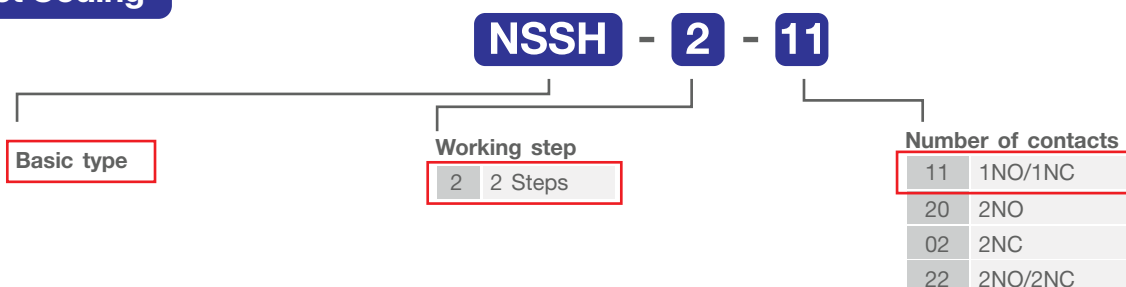 Coding
NSSH - 2 - 11
Basic type
Working step
2 2 Steps
Number of contacts
11 1NO/1NC
20 2NO
02 2NC
22 2NO/2NC